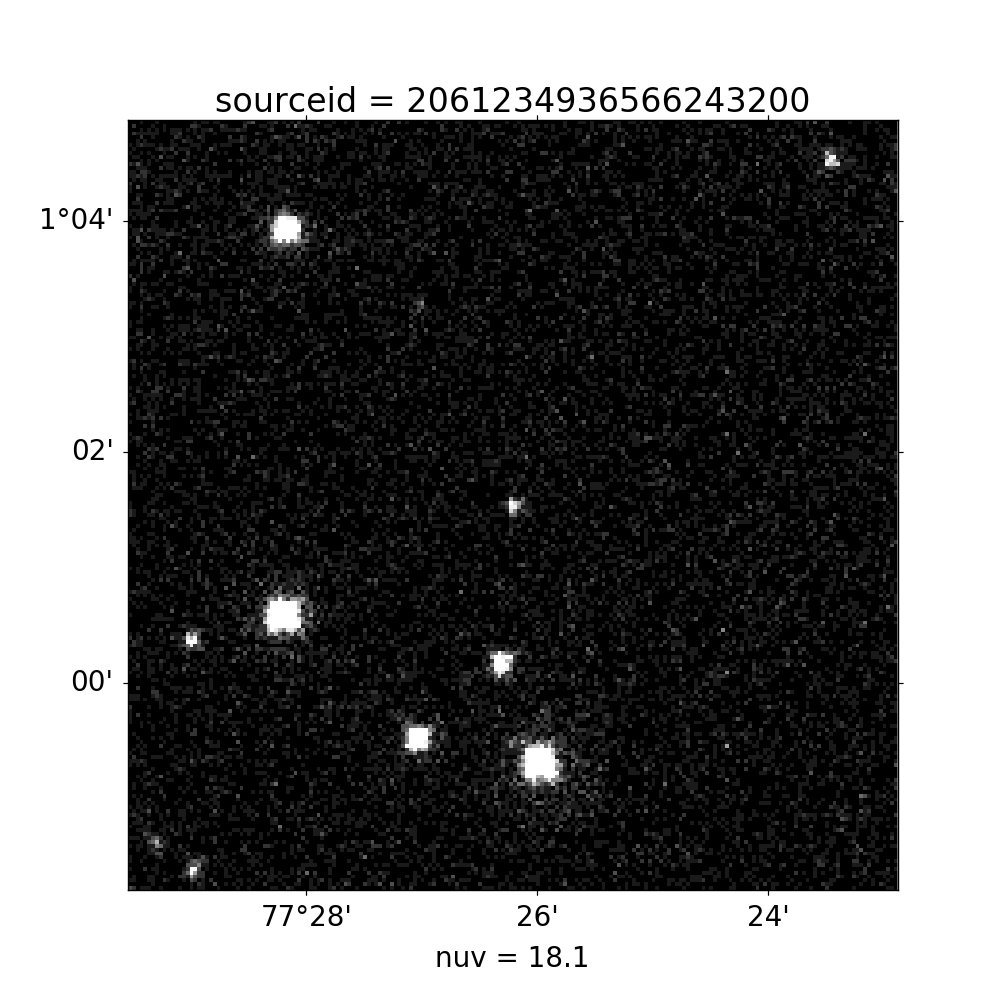 sourceid = 2061234936566243200
1°04'
02'
00'
77°28' 26' 24'
nuv = 18.1